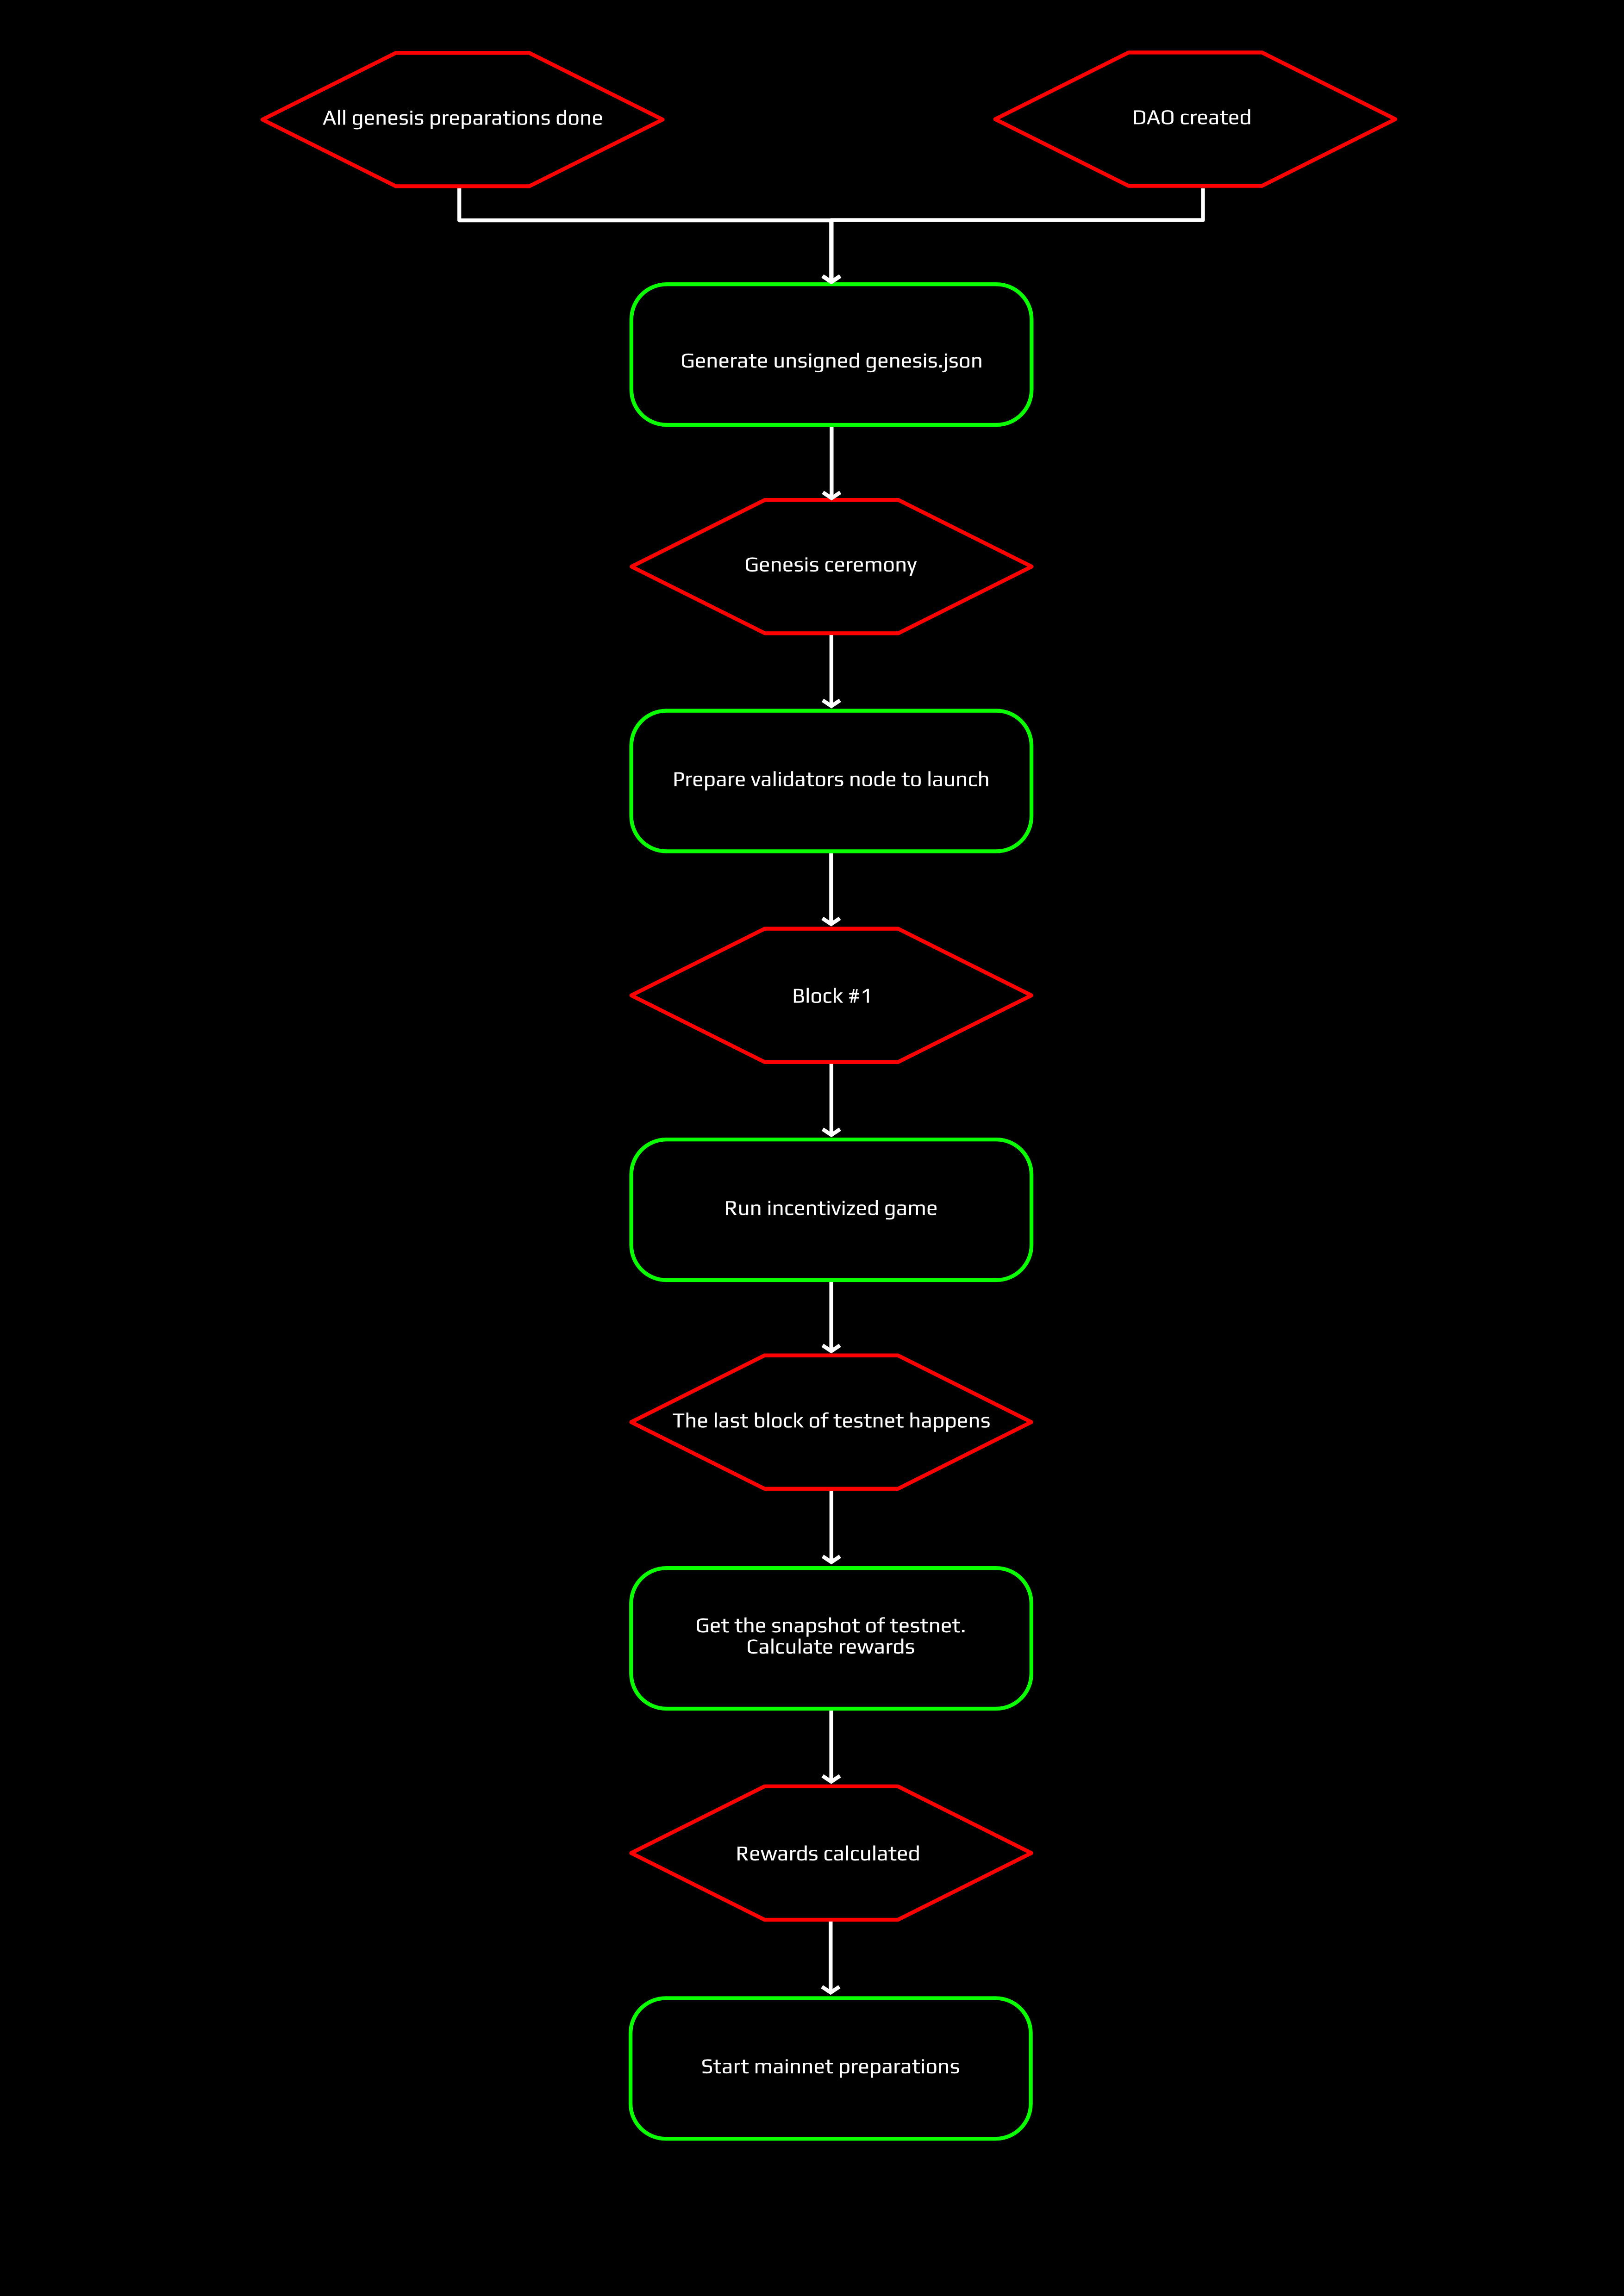 All genesis preparations done
DAO created
Generate unsigned genesis.json
Genesis ceremony
Prepare validators node to launch
Block #1
Run incentivized game
The last block of testnet happens
Get the snapshot of testnet.
Calculate rewards
Rewards calculated
Start mainnet preparations